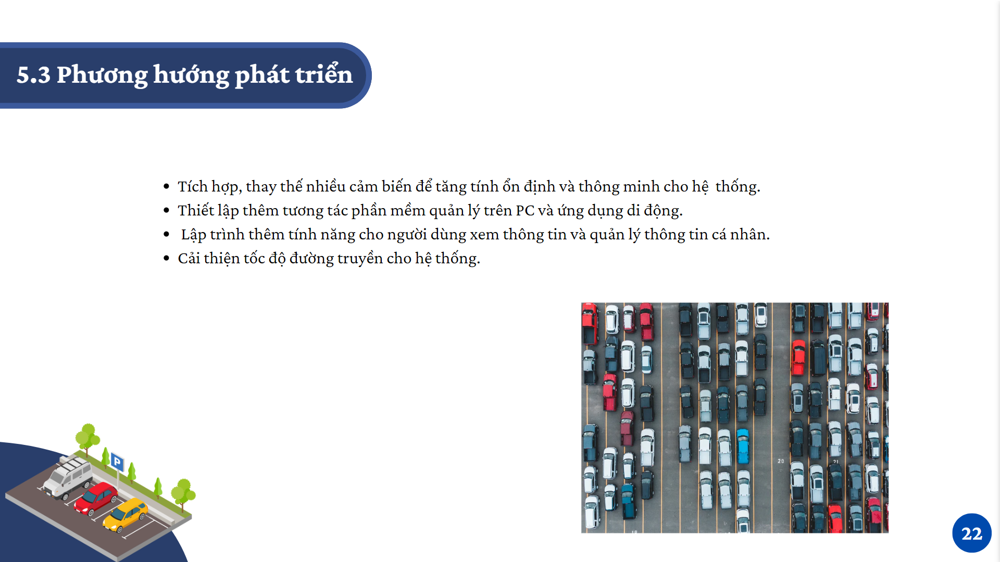 5.3 Phương hướng phát triển
• Tích hợp, thay thế nhiều cảm biến để tăng tính ổn định và thông minh cho hệ thống.
• Thiết lập thêm tương tác phần mềm quản lý trên PC và ứng dụng di động.
• Lập trình thêm tính năng cho người dùng xem thông tin và quản lý thông tin cá nhân.
• Cải thiện tốc độ đường truyền cho hệ thống.
P
20
21
22